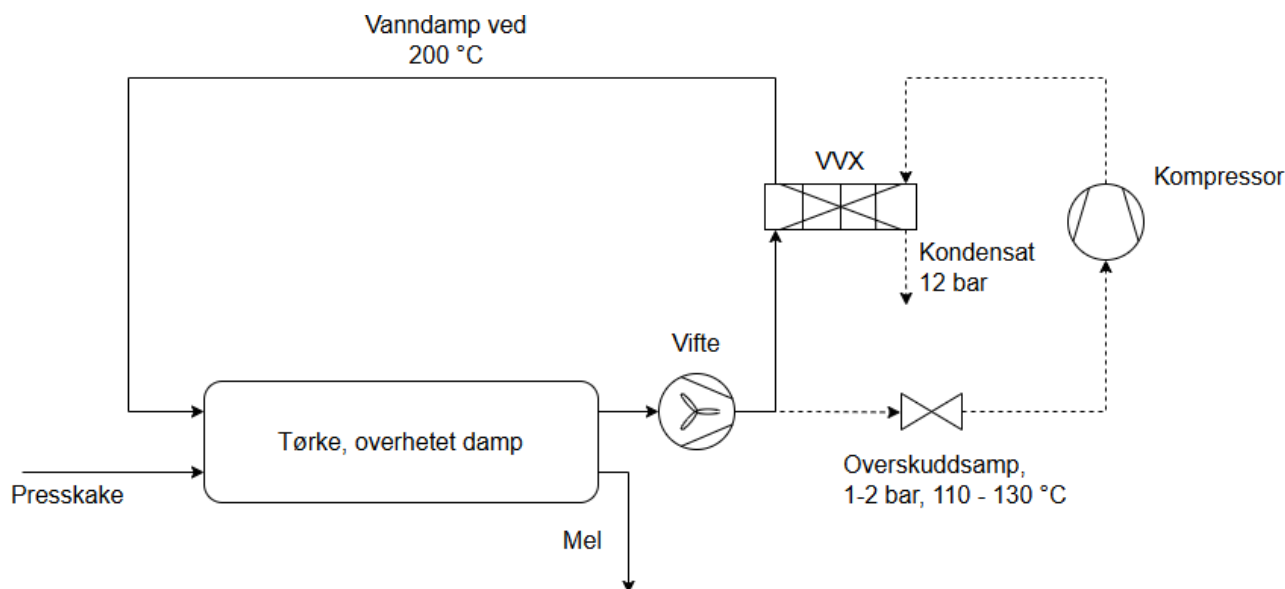 Vanndamp ved
200 °C
VVX
Kompressor
Kondensat
12 bar
Vifte
Tørke, overhetet damp
Presskake
Overskuddsamp,
1-2 bar, 110 - 130 °C
Mel